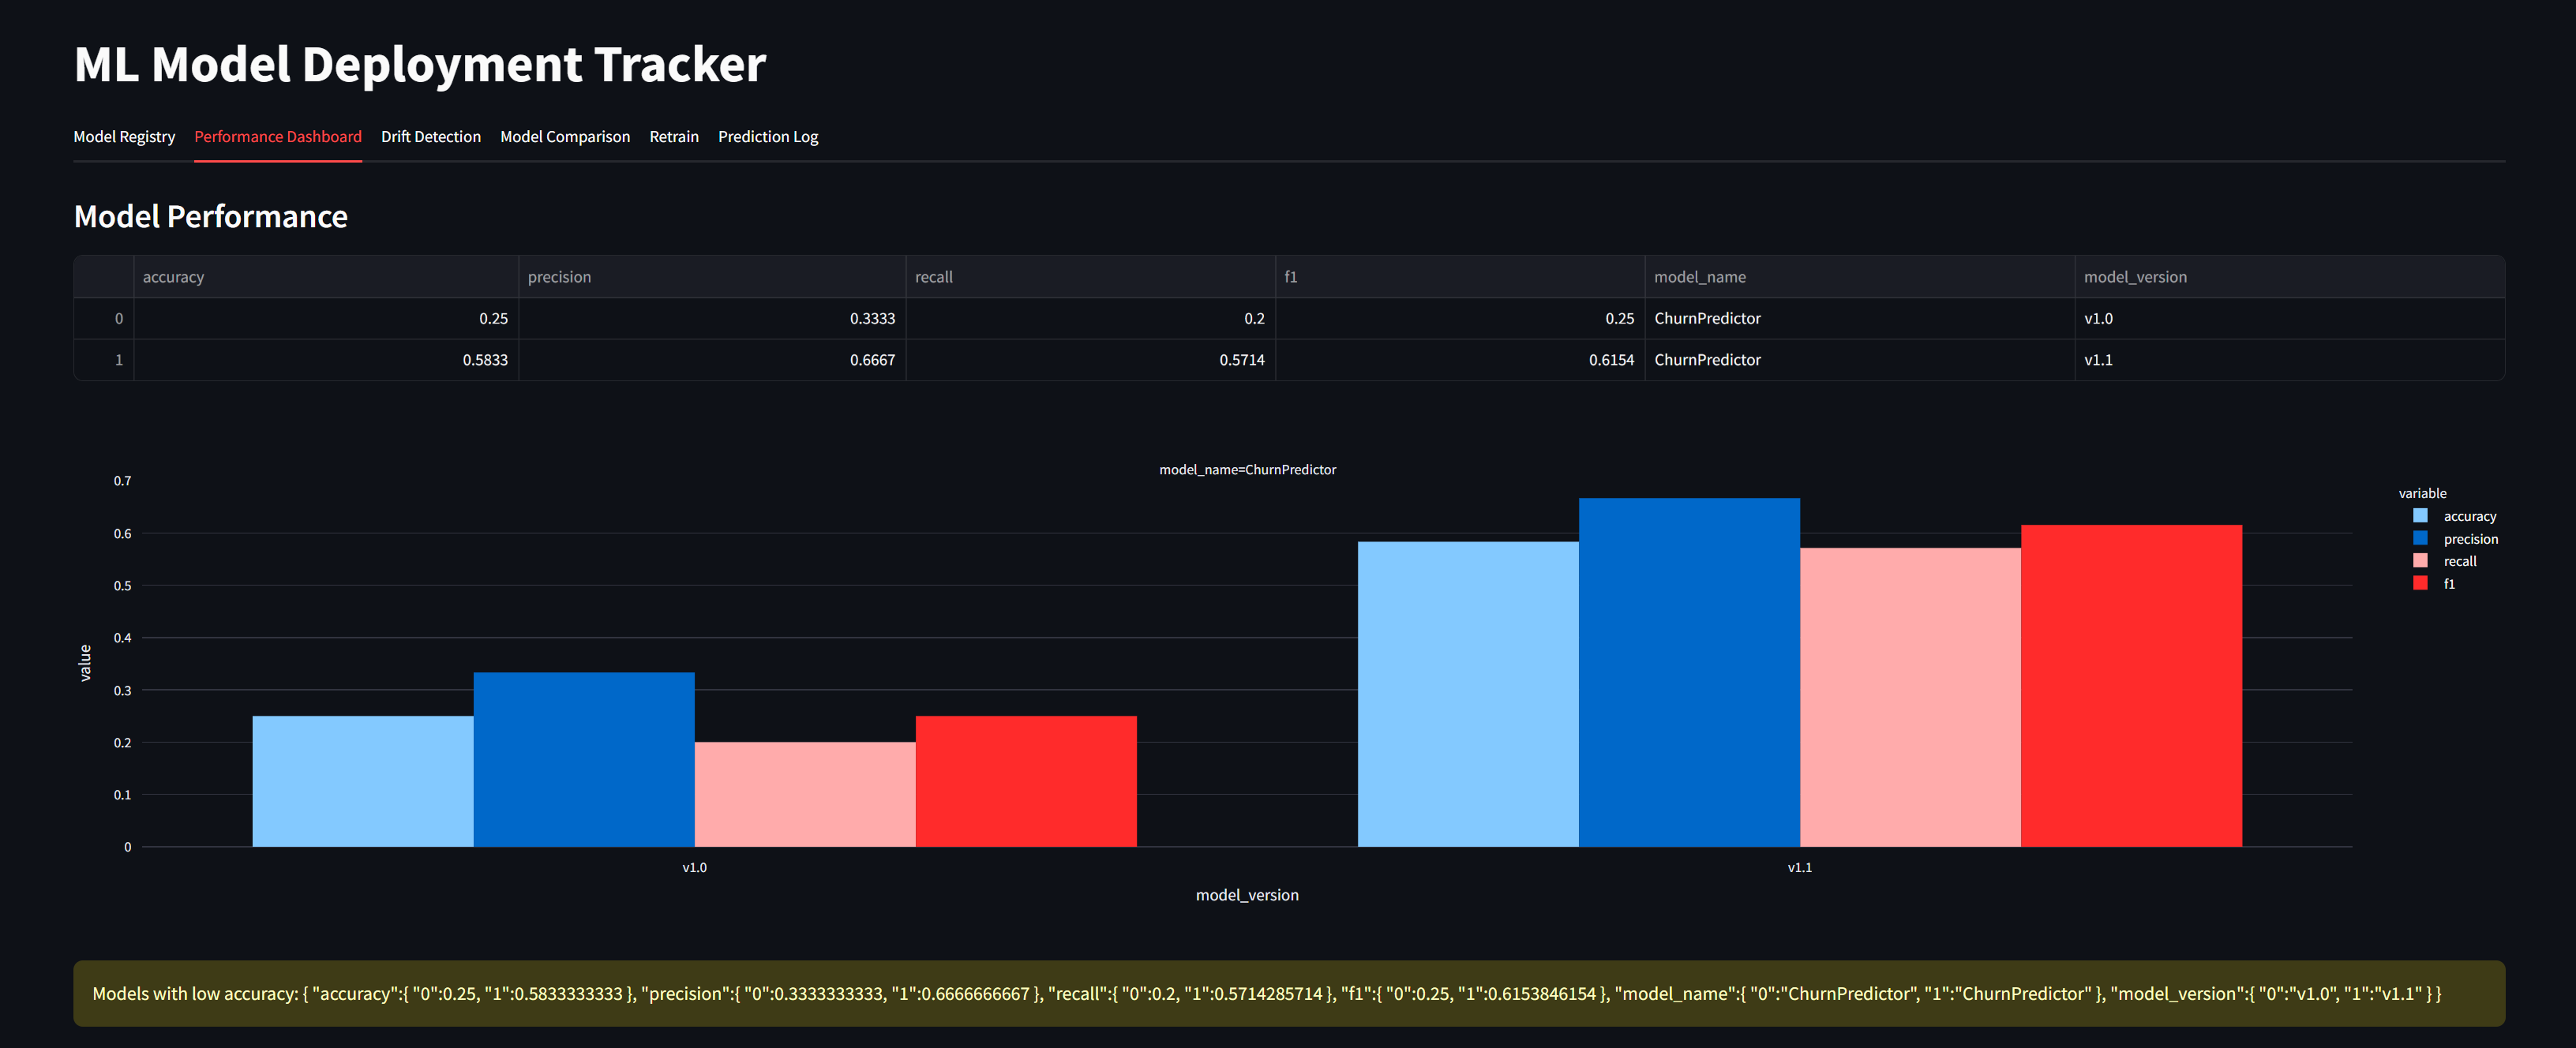 ML Model Deployment Tracker
Model Registry Performance Dashboard Drift Detection Model Comparison Retrain Prediction Log
Model Performance
accuracy precision recall f1 model_name model_version
0 0.25 0.3333 0.2 0.25 ChurnPredictor v1.0
1 0.5833 0.6667 0.5714 0.6154 ChurnPredictor v1.1
model_name=ChurnPredictor
0.7
0.6
0.5
0.4
0.3
0.2
0.1
0
value
v1.0 v1.1
model_version
variable
accuracy
precision
recall
f1
Models with low accuracy: { "accuracy":{ "0":0.25, "1":0.5833333333 }, "precision":{ "0":0.3333333333, "1":0.6666666667 }, "recall":{ "0":0.2, "1":0.5714285714 }, "f1":{ "0":0.25, "1":0.6153846154 }, "model_name":{ "0":"ChurnPredictor", "1":"ChurnPredictor" }, "model_version":{ "0":"v1.0", "1":"v1.1" } }